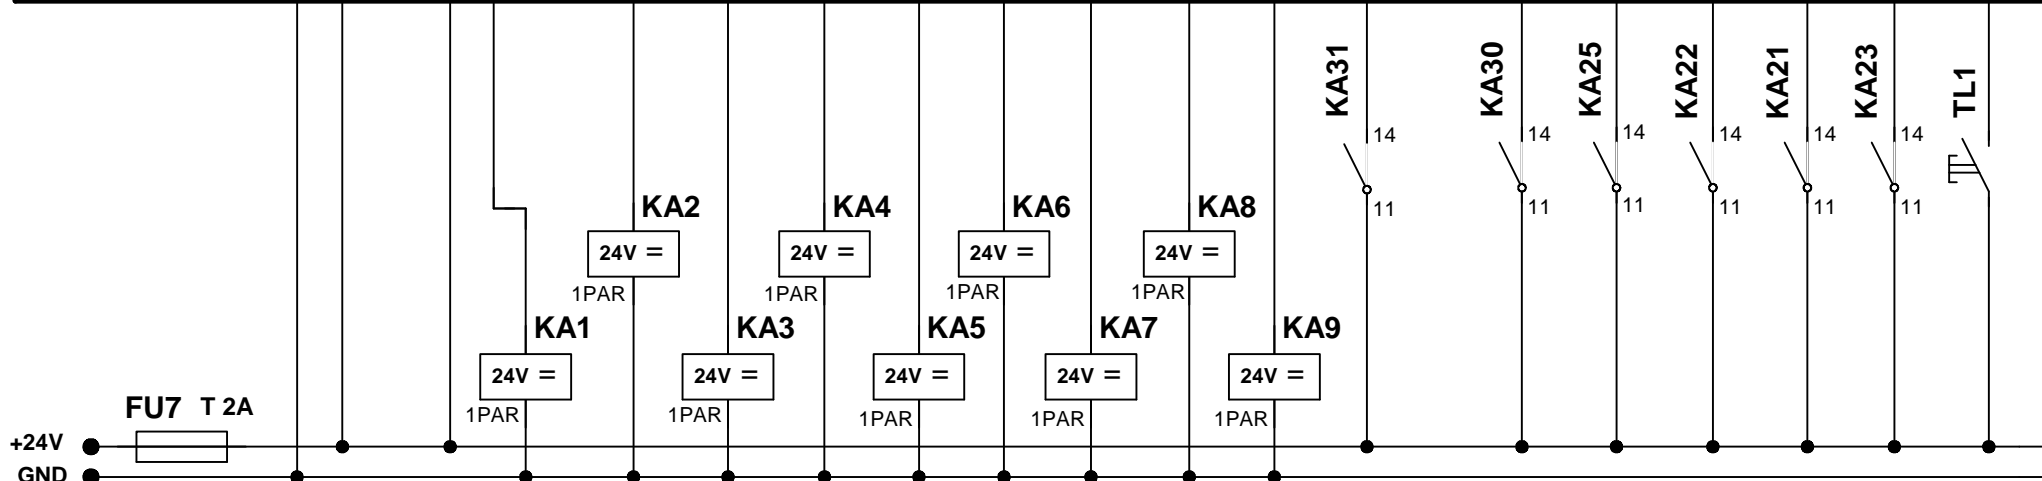 KA31
KA30
KA25
KA22
KA21
KA23
TL1
14
14
14
14
14
14
11
11
11
11
11
11
KA2
KA4
KA6
KA8
24V =
24V =
24V =
24V =
1PAR
1PAR
1PAR
1PAR
KA1
KA3
KA5
KA7
KA9
24V =
24V =
24V =
24V =
24V =
1PAR
1PAR
1PAR
1PAR
1PAR
FU7 T 2A
+24V
GND